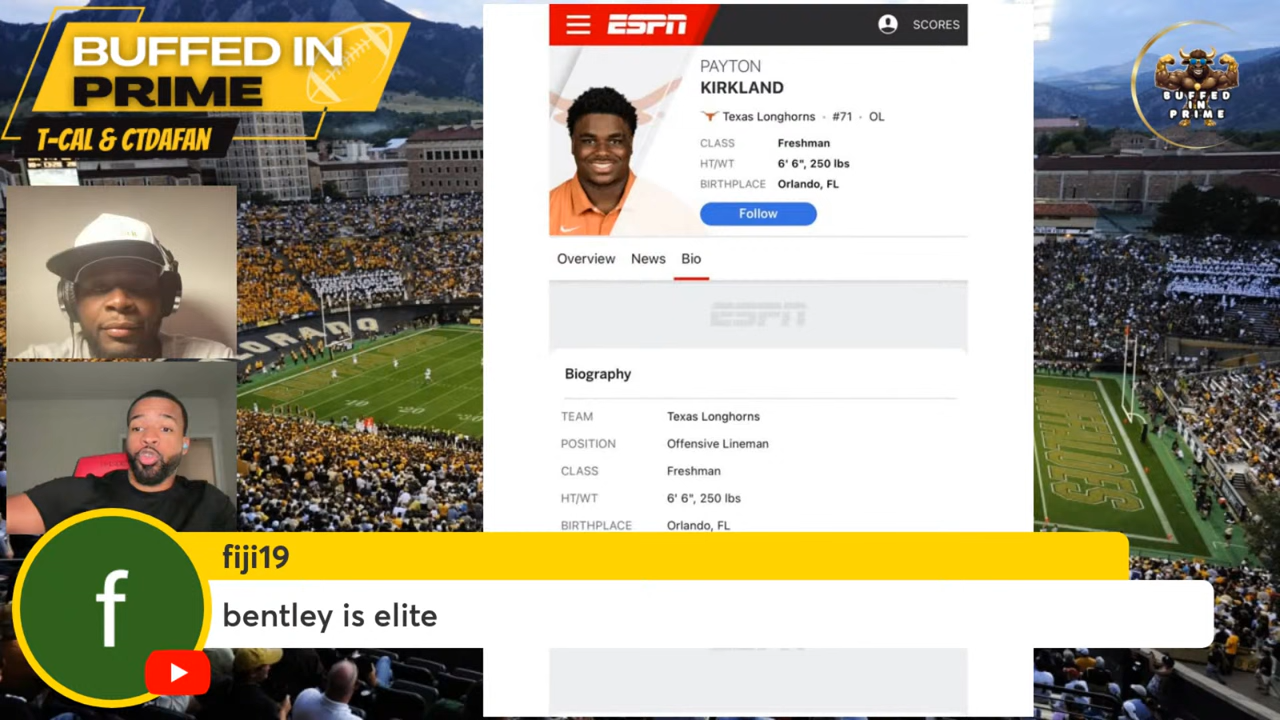 BUFFED IN
PRIME
T-CAL & CTDAFAN
BUFFED
IN
PRIME
ESPN
SCORES
PAYTON
KIRKLAND
Texas Longhorns · #71 · OL
CLASS Freshman
HT/WT 6' 6", 250 lbs
BIRTHPLACE Orlando, FL
Follow
Overview News Bio
ESPN
Biography
TEAM Texas Longhorns
POSITION Offensive Lineman
CLASS Freshman
HT/WT 6' 6", 250 lbs
BIRTHPLACE Orlando, FL
f
fiji19
bentley is elite